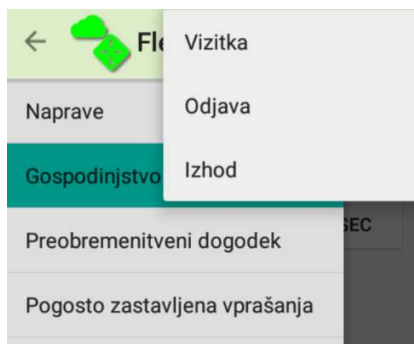 Fle
Vizitka
Odjava
Izhod
Naprave
Gospodinjstvo
SEC
Preobremenitveni dogodek
Pogosto zastavljena vprašanja